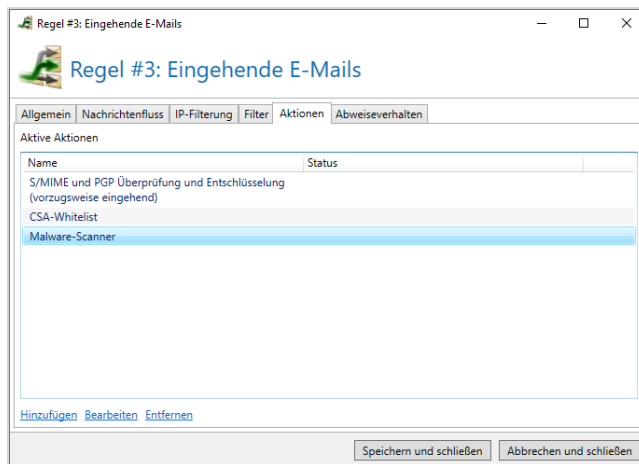 Regel #3: Eingehende E-Mails
Regel #3: Eingehende E-Mails
Allgemein Nachrichtenfluss IP-Filterung Filter Aktionen Abweiseverhalten
Aktive Aktionen
Name Status
S/MIME und PGP Überprüfung und Entschlüsselung
(vorzugsweise eingehend)
CSA-Whitelist
Malware-Scanner
Hinzufügen Bearbeiten Entfernen
Speichern und schließen Abbrechen und schließen